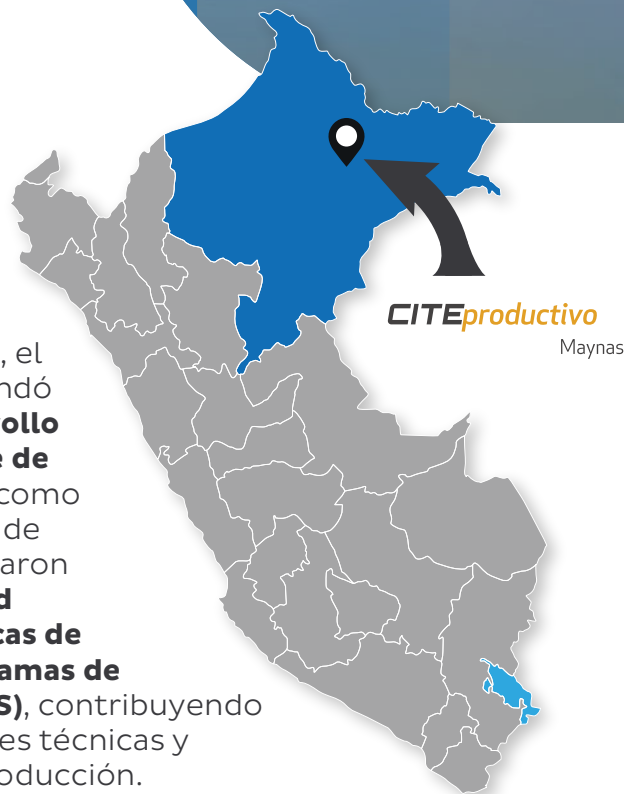 CITEproductivo
Maynas
, el
ndó
ollo
e de
como
de
aron
d
cas de
amas de
S), contribuyendo
es técnicas y
oducción.